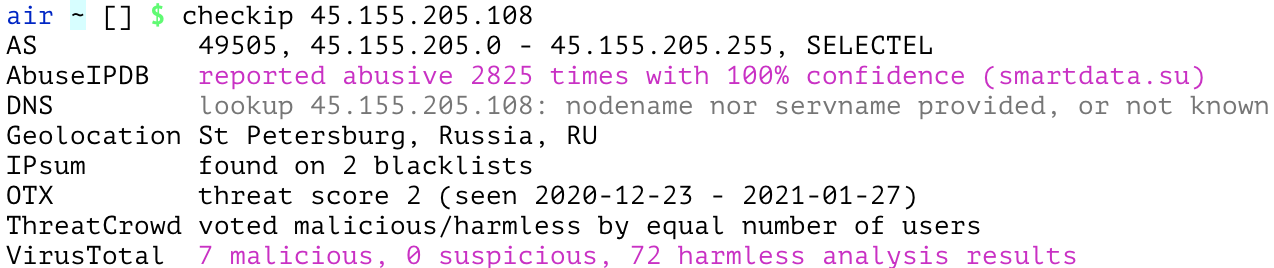 air ~ [] $ checkip 45.155.205.108
AS 49505, 45.155.205.0 - 45.155.205.255, SELECTEL
AbuseIPDB reported abusive 2825 times with 100% confidence (smartdata.su)
DNS lookup 45.155.205.108: nodename nor servname provided, or not known
Geolocation St Petersburg, Russia, RU
IPsum found on 2 blacklists
OTX threat score 2 (seen 2020-12-23 - 2021-01-27)
ThreatCrowd voted malicious/harmless by equal number of users
VirusTotal 7 malicious, 0 suspicious, 72 harmless analysis results